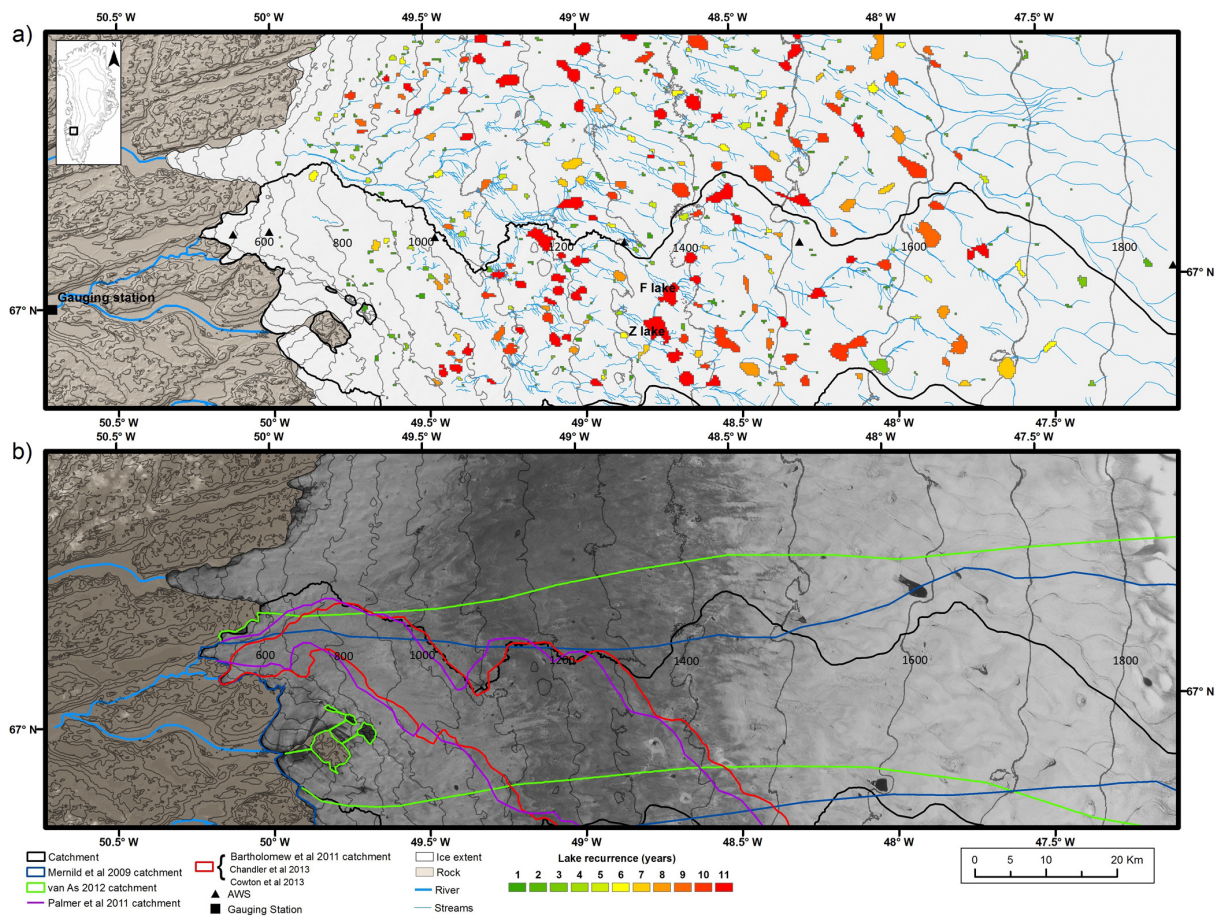 50.5°W 50°W 49.5°W 49°W 48.5°W 48°W 47.5°W
a)
N
600 800 1000 1200 1400 1600 1800
67° N
F lake
Gauging station
67° N
Z lake
50.5°W 50°W 49.5°W 49°W 48.5°W 48°W 47.5°W
50.5°W 50°W 49.5°W 49°W 48.5°W 48°W 47.5°W
b)
600 800 1000 1200 1400 1600 1800
67° N
67° N
50.5°W 50°W 49.5°W 49°W 48.5°W 48°W 47.5°W
Catchment
Mernild et al 2009 catchment
van As 2012 catchment
Palmer et al 2011 catchment
{ Bartholomew et al 2011 catchment
Chandler et al 2013
Cowton et al 2013
AWS
Gauging Station
Ice extent
Rock
River
Streams
Lake recurrence (years)
1 2 3 4 5 6 7 8 9 10 11
0 5 10 20 Km